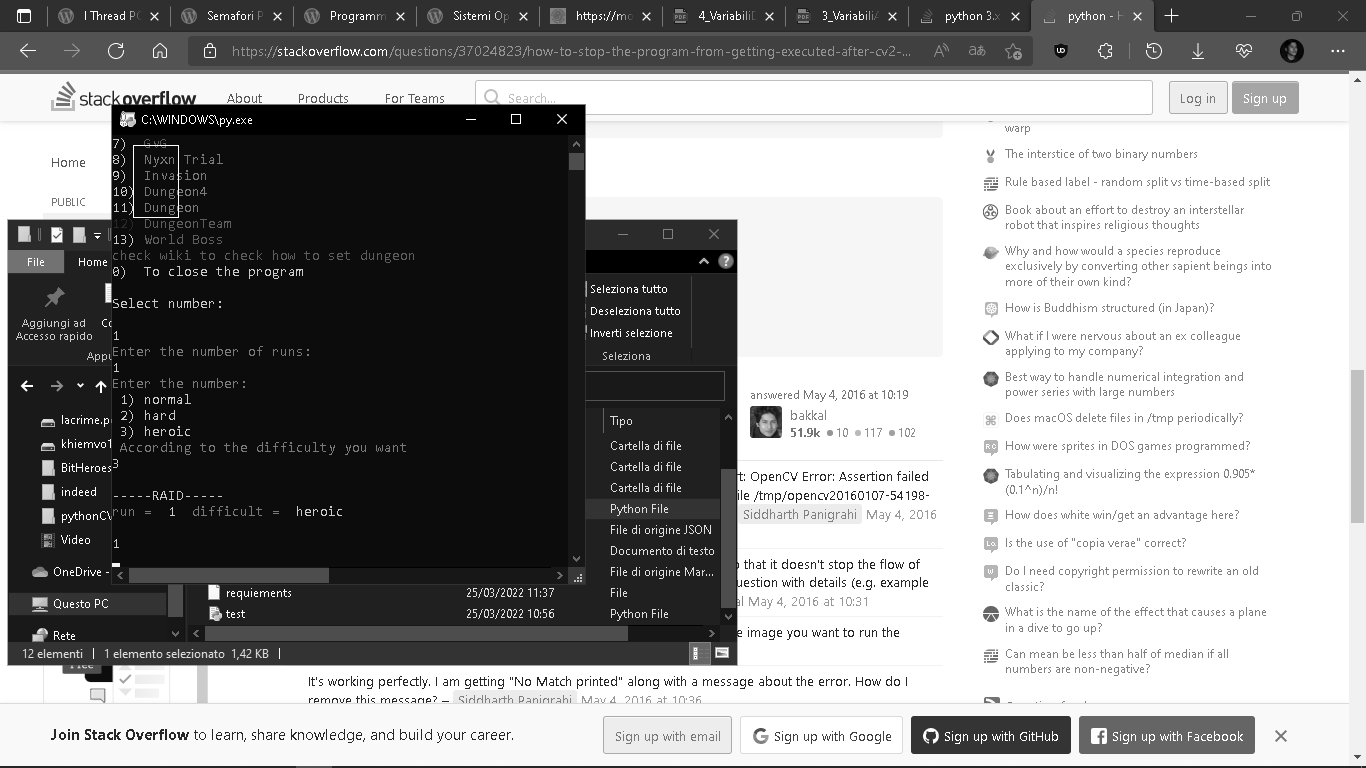 I Thread PC
Semafori P
Programm
Sistemi Op
https://mo
4_Variabili
3_Variabili/
python 3.x
python - H
https://stackoverflow.com/questions/37024823/how-to-stop-the-program-from-getting-executed-after-cv2-...
stackoverflow
About
Products
For Teams
Search...
Log in
Sign up
Home
PUBLIC
C:\WINDOWS\py.exe
7) GvG
8) Nyxn Trial
9) Invasion
10) Dungeon4
11) Dungeon
12) DungeonTeam
13) World Boss
check wiki to check how to set dungeon
0) To close the program
Select number:
1
Enter the number of runs:
1
Enter the number:
1) normal
2) hard
3) heroic
According to the difficulty you want
3
-----RAID-----
run = 1 difficult = heroic
1
File
Home
Aggiungi ad
Accesso rapido
Appu
Seleziona tutto
Deseleziona tutto
Inverti selezione
Seleziona
lacrime.p
khiemvo1
BitHeroes
indeed
pythonCV
Video
OneDrive -
Questo PC
Rete
Tipo
Cartella di file
Cartella di file
Cartella di file
Python File
File di origine JSON
Documento di testo
File di origine Mar...
File
Python File
requiements 25/03/2022 11:37
test 25/03/2022 10:56
12 elementi
1 elemento selezionato 1,42 KB
answered May 4, 2016 at 10:19
bakkal
51.9k 10 117 102
rt: OpenCV Error: Assertion failed
ile /tmp/opencv20160107-54198-
Siddharth Panigrahi May 4, 2016
o that it doesn't stop the flow of
uestion with details (e.g. example
al May 4, 2016 at 10:31
e image you want to run the
It's working perfectly. I am getting "No Match printed" along with a message about the error. How do I
remove this message? – Siddharth Panigrahi May 4, 2016 at 10:36
warp
The interstice of two binary numbers
Rule based label - random split vs time-based split
Book about an effort to destroy an interstellar
robot that inspires religious thoughts
Why and how would a species reproduce
exclusively by converting other sapient beings into
more of their own kind?
How is Buddhism structured (in Japan)?
What if I were nervous about an ex colleague
applying to my company?
Best way to handle numerical integration and
power series with large numbers
Does macOS delete files in /tmp periodically?
How were sprites in DOS games programmed?
Tabulating and visualizing the expression 0.905*
(0.1^n)/n!
How does white win/get an advantage here?
Is the use of "copia verae" correct?
Do I need copyright permission to rewrite an old
classic?
What is the name of the effect that causes a plane
in a dive to go up?
Can mean be less than half of median if all
numbers are non-negative?
Join Stack Overflow to learn, share knowledge, and build your career.
Sign up with email
Sign up with Google
Sign up with GitHub
Sign up with Facebook